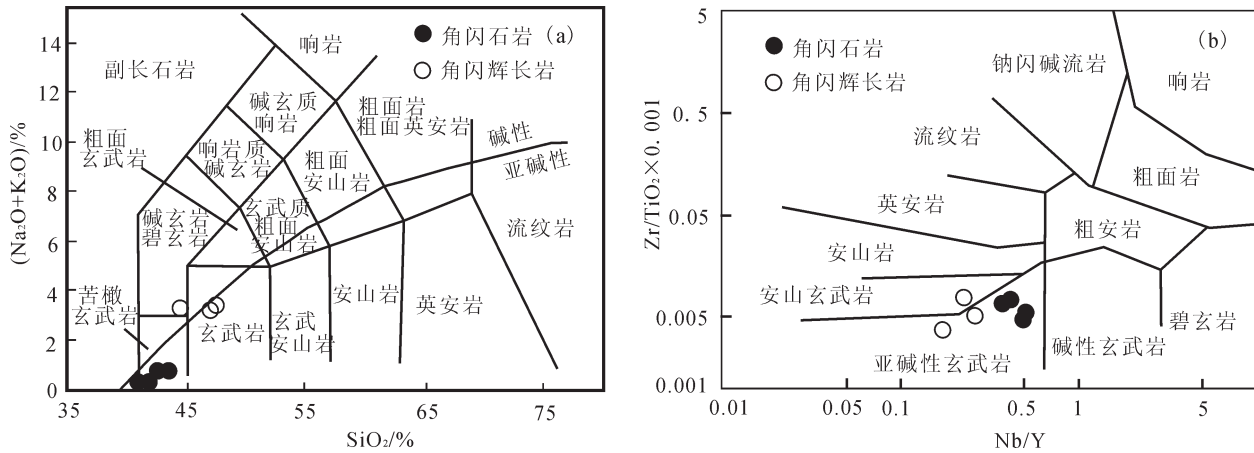 (a)
角闪石岩
角闪辉长岩
(Na₂O+K₂O)/%
14
12
10
8
6
4
2
0
35
45
55
65
75
SiO₂/%
响岩
副长石岩
碱玄质
响岩
粗面岩
粗面英安岩
粗面
玄武岩
响岩质
碱玄岩
粗面
安山岩
碱性
亚碱性
碱玄岩
碧玄岩
玄武质
粗面
安山岩
流纹岩
苦橄
玄武岩
玄武岩
玄武
安山岩
安山岩
英安岩
(b)
角闪石岩
角闪辉长岩
Zr/TiO₂×0.001
5
0.5
0.05
0.005
0.001
0.01
0.05
0.1
0.5
1
5
Nb/Y
钠闪碱流岩
响岩
流纹岩
粗面岩
英安岩
粗安岩
安山岩
安山玄武岩
碧玄岩
亚碱性玄武岩
碱性玄武岩